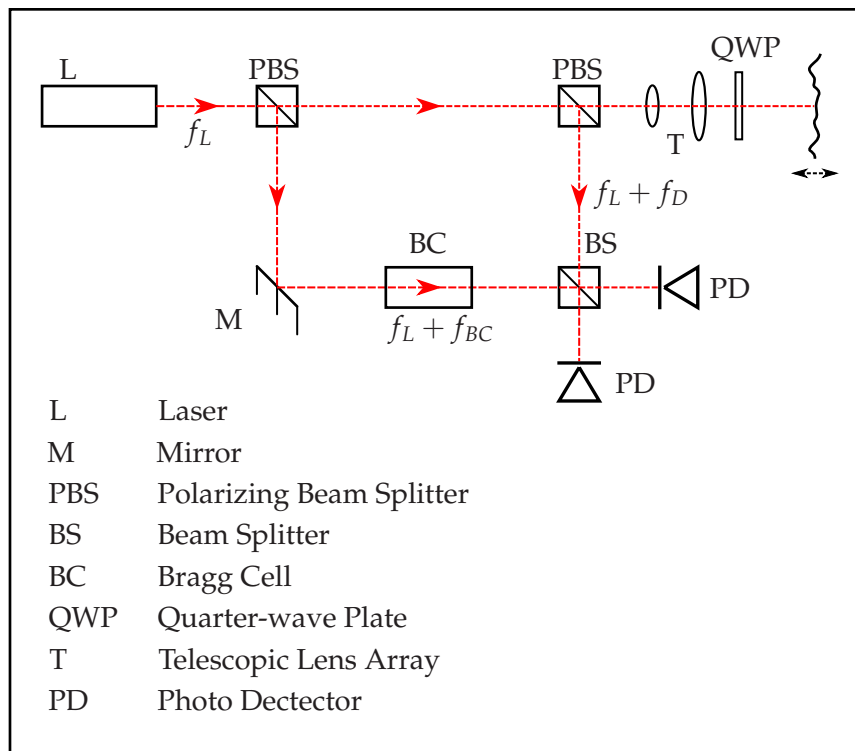 L
PBS
PBS
QWP
f_L
T
f_L + f_D
BC
BS
M
PD
f_L + f_BC
PD
L Laser
M Mirror
PBS Polarizing Beam Splitter
BS Beam Splitter
BC Bragg Cell
QWP Quarter-wave Plate
T Telescopic Lens Array
PD Photo Dectector